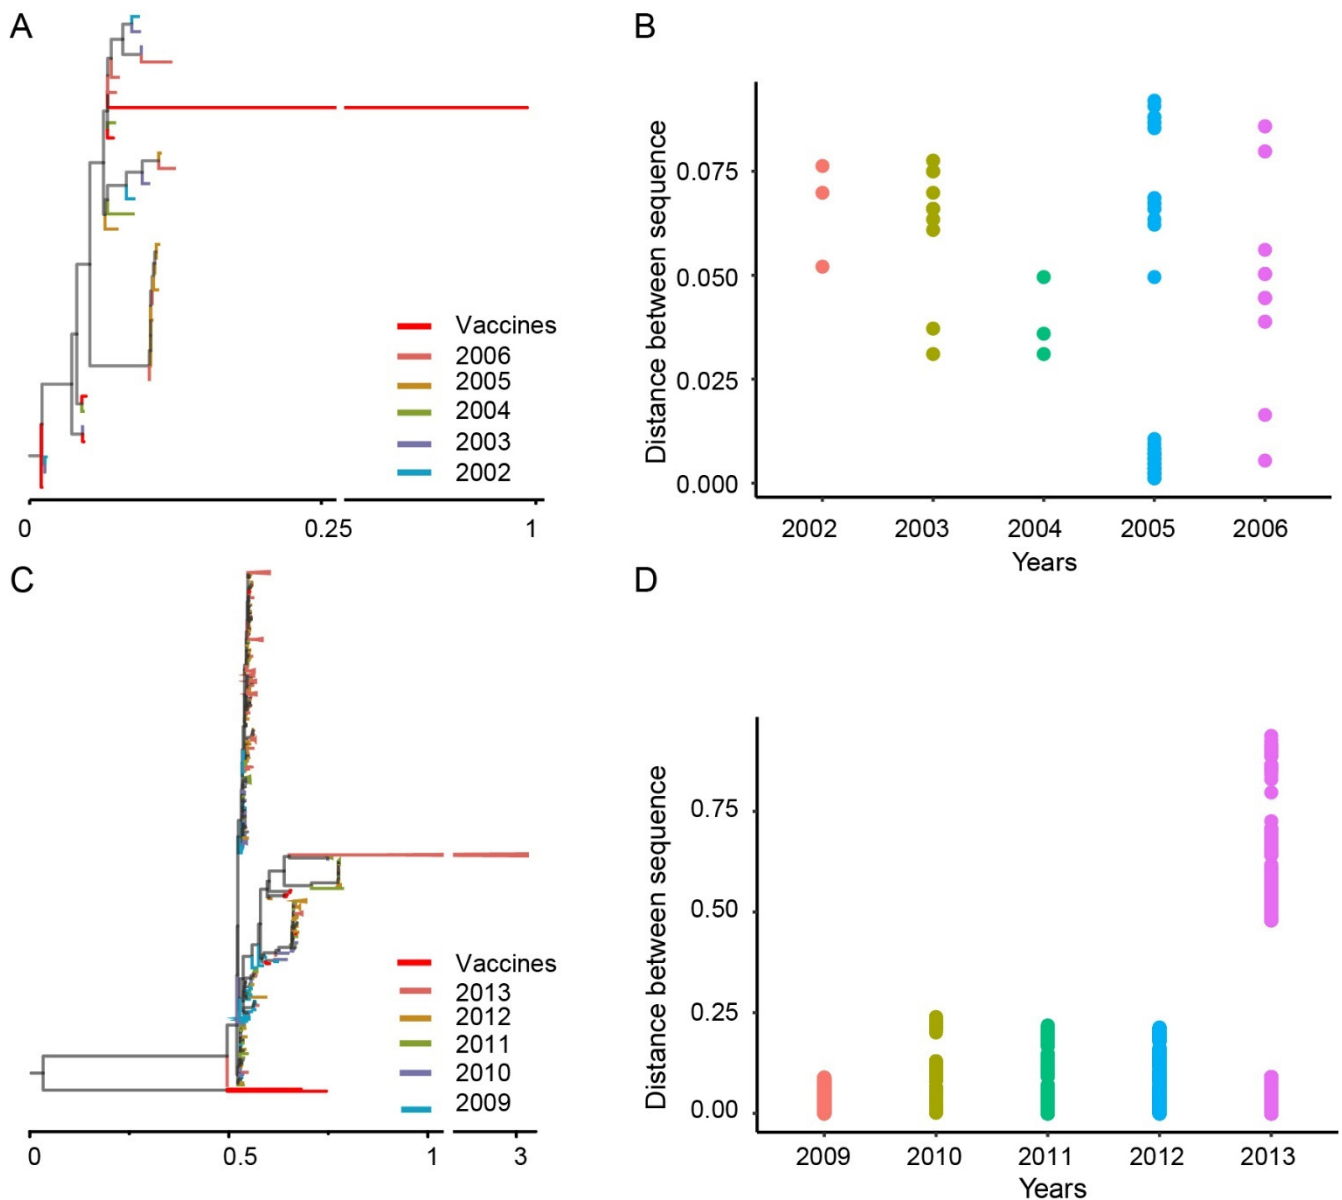 A
Vaccines
2006
2005
2004
2003
2002
0 0.25 1
B
Distance between sequence
0.075
0.050
0.025
0.000
2002 2003 2004 2005 2006
Years
C
Vaccines
2013
2012
2011
2010
2009
0 0.5 1 3
D
Distance between sequence
0.75
0.50
0.25
0.00
2009 2010 2011 2012 2013
Years